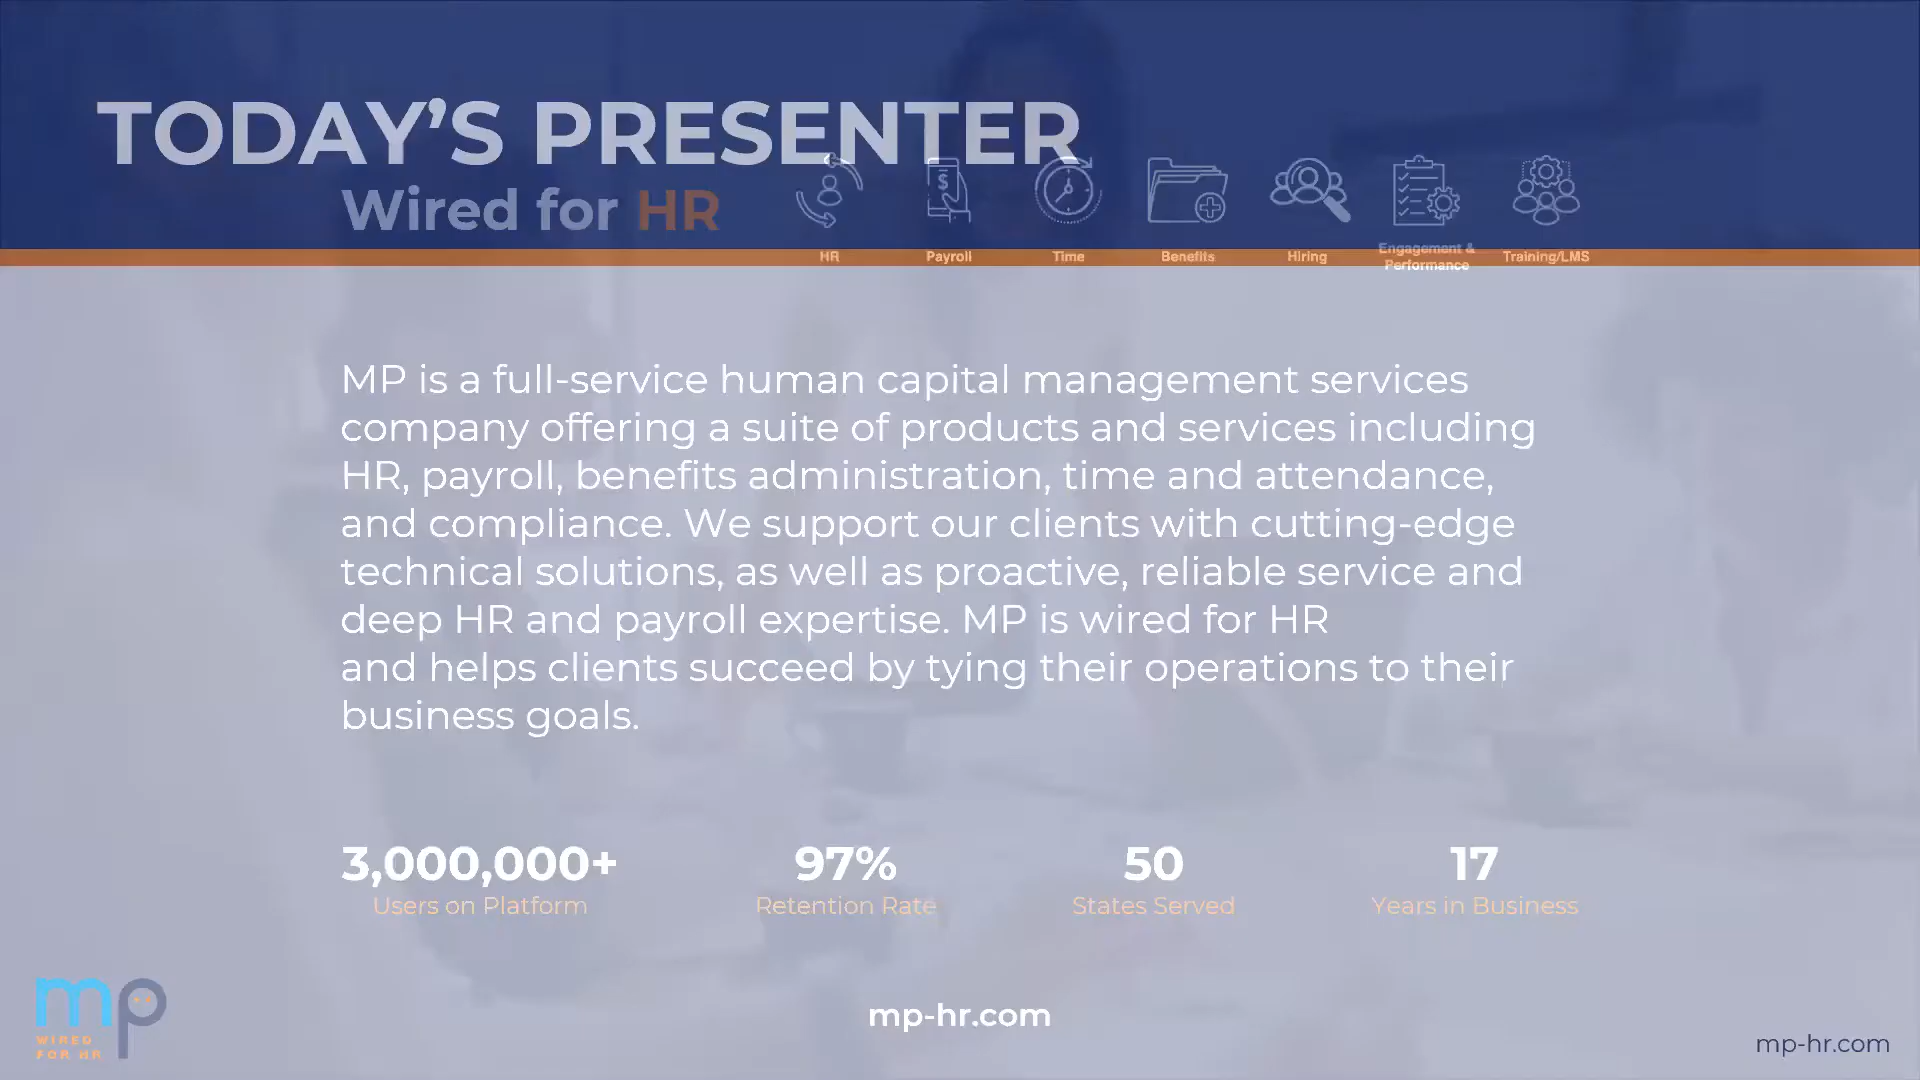 TODAY’S PRESENTER
Wired for HR
HR
Payroll
Time
Benefits
Hiring
Engagement &
Performance
Training/LMS
MP is a full-service human capital management services
company offering a suite of products and services including
HR, payroll, benefits administration, time and attendance,
and compliance. We support our clients with cutting-edge
technical solutions, as well as proactive, reliable service and
deep HR and payroll expertise. MP is wired for HR
and helps clients succeed by tying their operations to their
business goals.
3,000,000+
Users on Platform
97%
Retention Rate
50
States Served
17
Years in Business
mp
WIRED
FOR HR
mp-hr.com
mp-hr.com